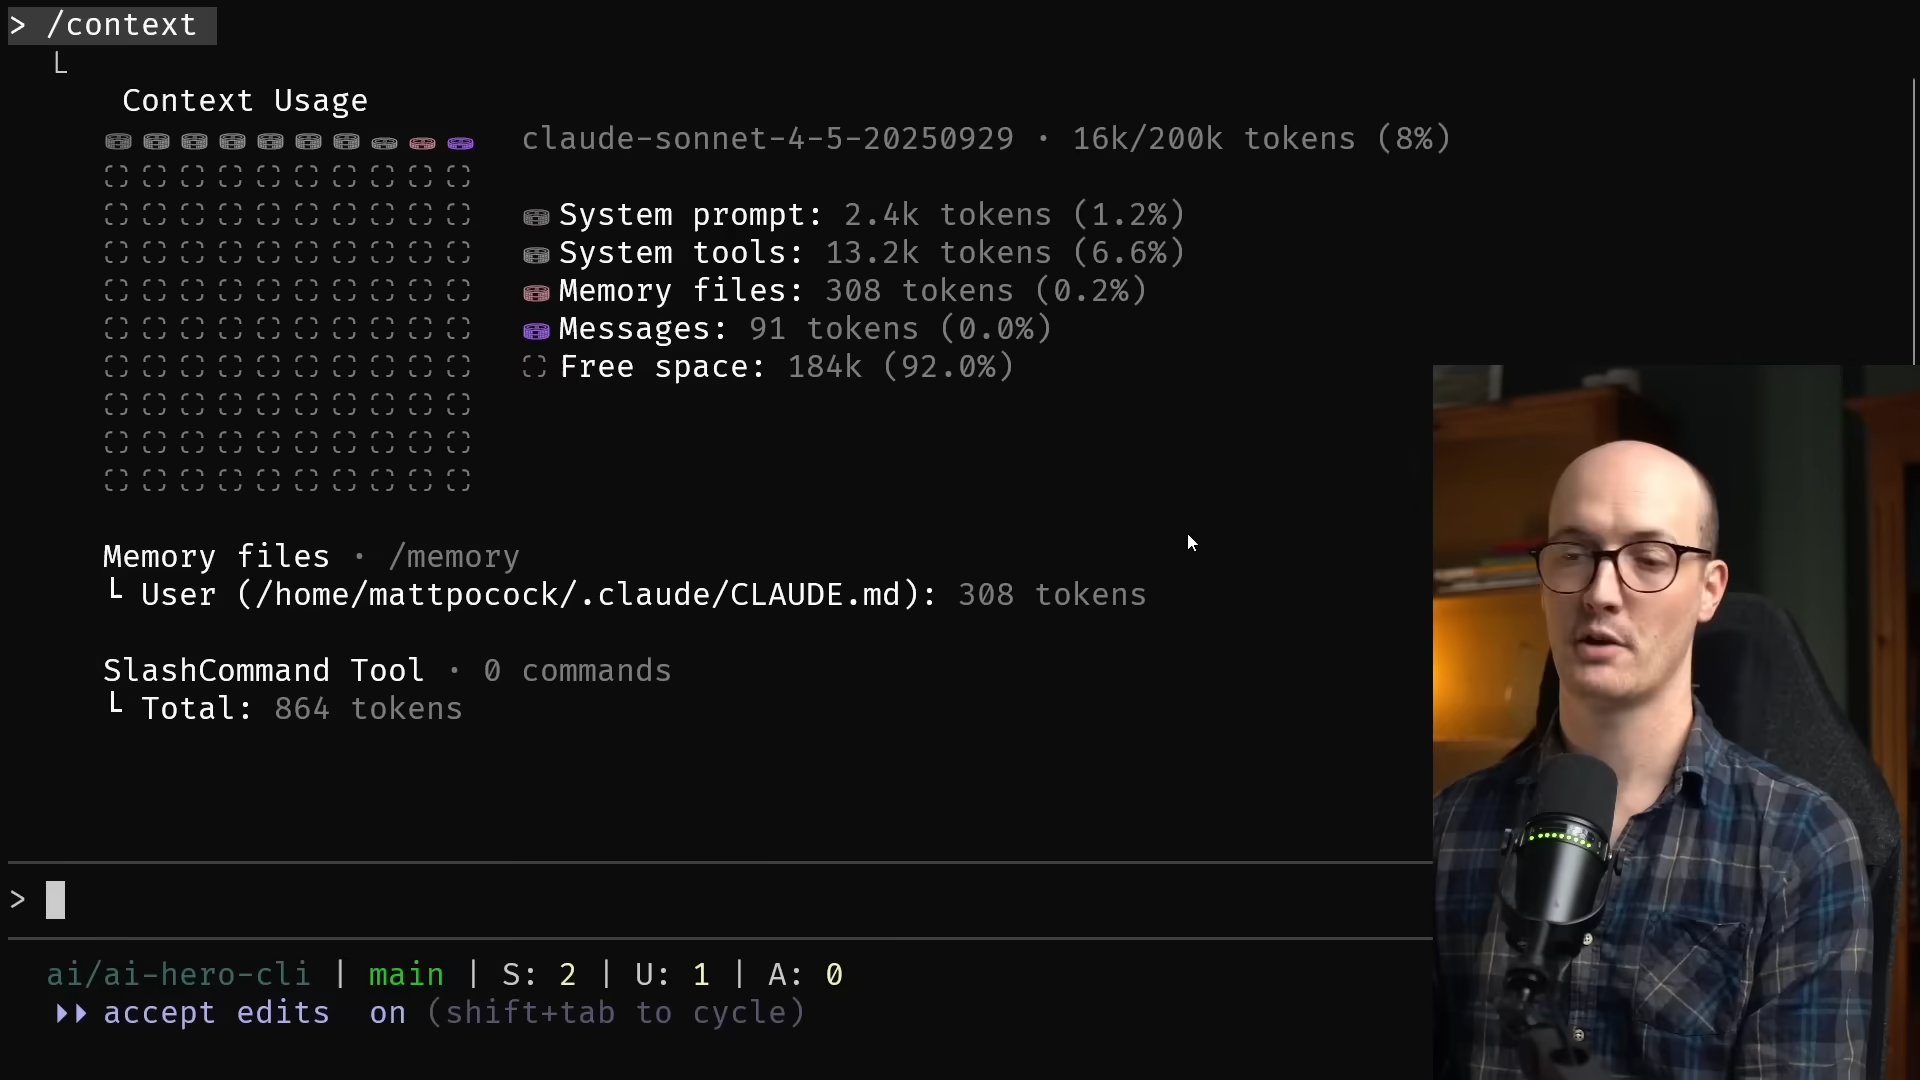 > /context
└
Context Usage
claude-sonnet-4-5-20250929 · 16k/200k tokens (8%)
System prompt: 2.4k tokens (1.2%)
System tools: 13.2k tokens (6.6%)
Memory files: 308 tokens (0.2%)
Messages: 91 tokens (0.0%)
Free space: 184k (92.0%)
Memory files · /memory
└ User (/home/mattpocock/.claude/CLAUDE.md): 308 tokens
SlashCommand Tool · 0 commands
└ Total: 864 tokens
>
ai/ai-hero-cli | main | S: 2 | U: 1 | A: 0
⏵⏵ accept edits on (shift+tab to cycle)